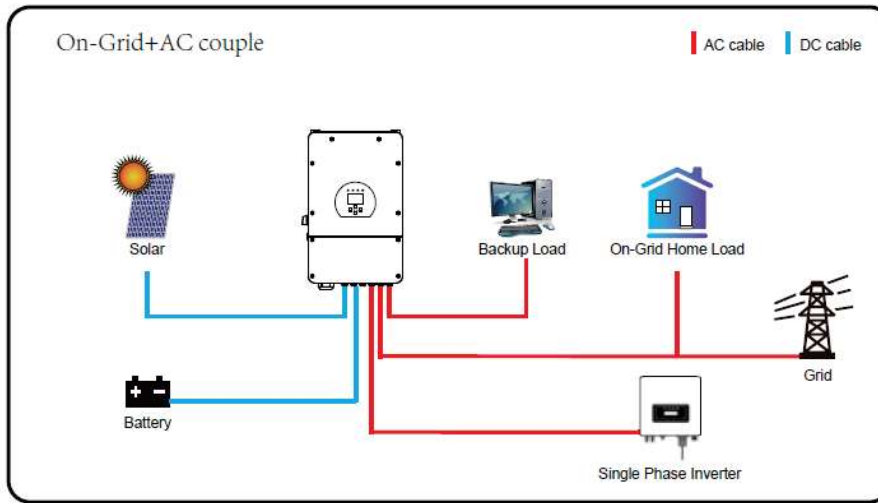 On-Grid+AC couple
AC cable
DC cable
Solar
Backup Load
On-Grid Home Load
Grid
Battery
Single Phase Inverter